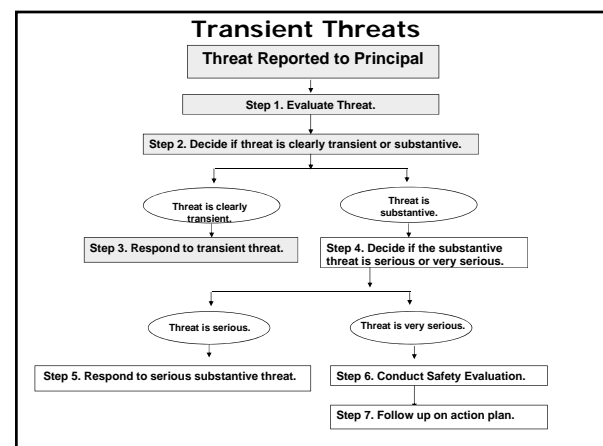 Transient Threats
Threat Reported to Principal
Step 1. Evaluate Threat.
Step 2. Decide if threat is clearly transient or substantive.
Threat is clearly
transient.
Threat is
substantive.
Step 3. Respond to transient threat.
Step 4. Decide if the substantive
threat is serious or very serious.
Threat is serious.
Threat is very serious.
Step 5. Respond to serious substantive threat.
Step 6. Conduct Safety Evaluation.
Step 7. Follow up on action plan.